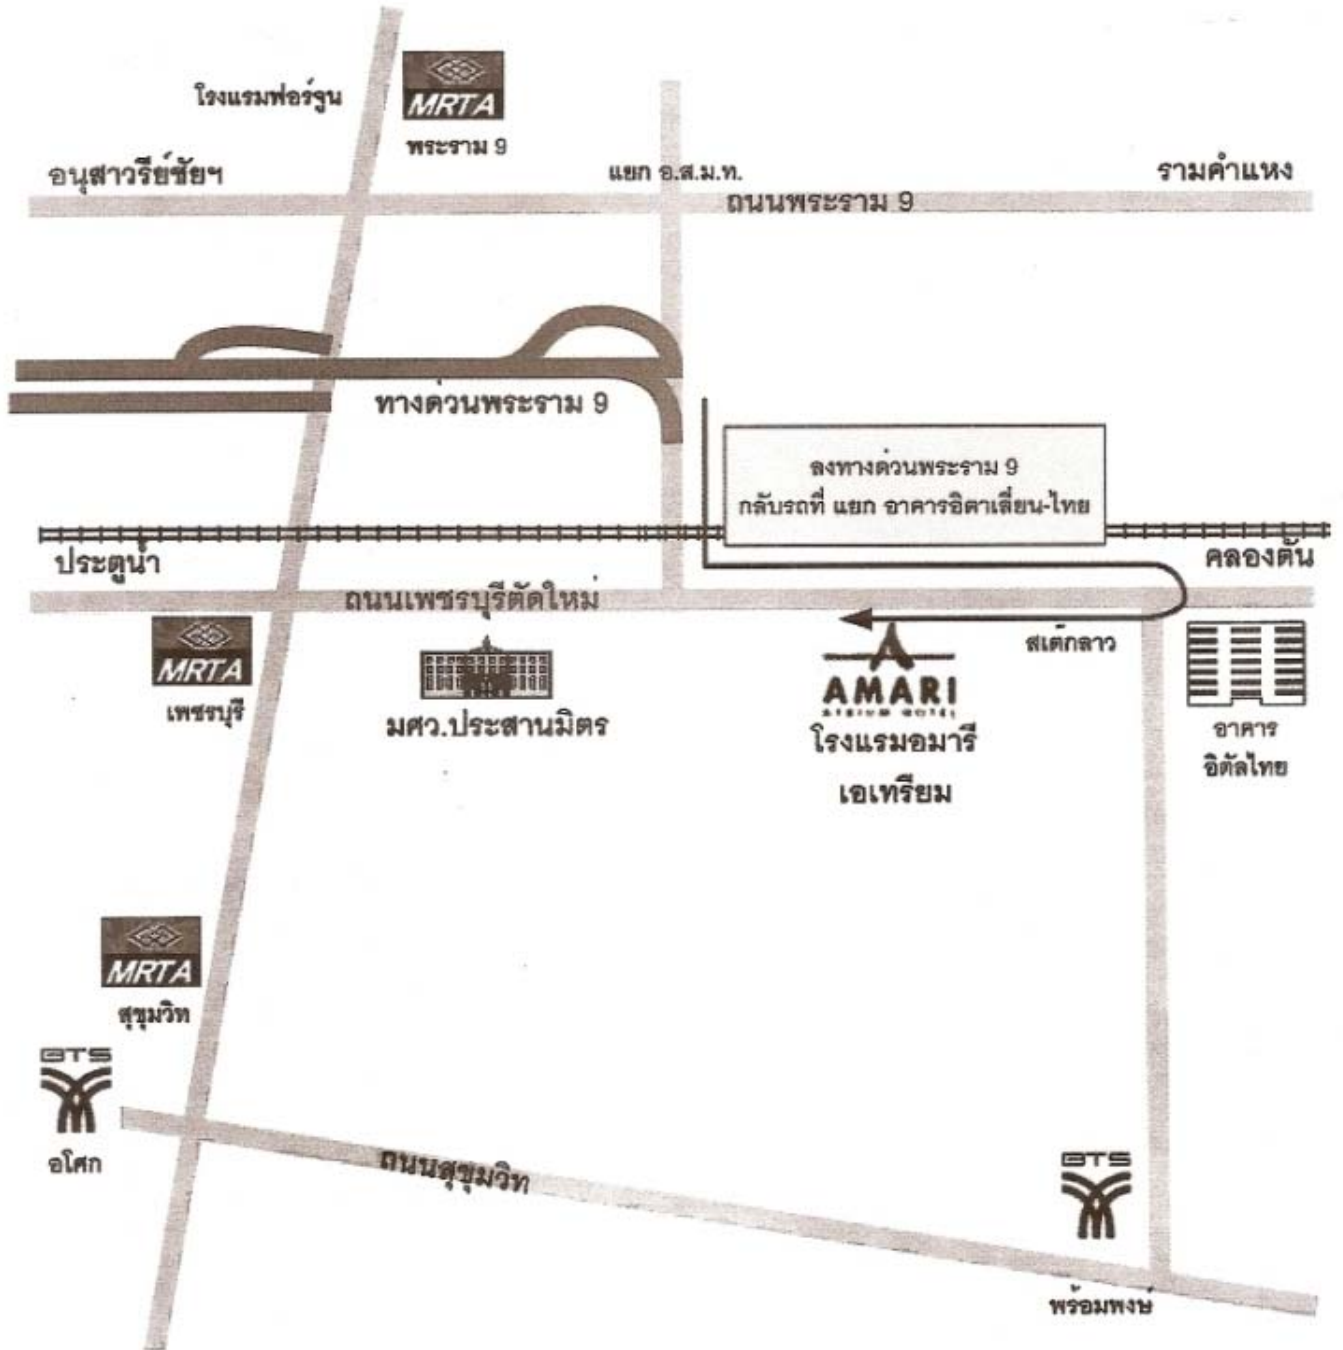 MRTA
โรงแรมฟอร์จูน
พระราม 9
อนุสาวรีย์ชัยฯ
แยก อ.ส.ม.ท.
รามคำแหง
ถนนพระราม 9
ทางด่วนพระราม 9
ลงทางด่วนพระราม 9
กลับรถที่ แยก อาคารอิตาเลี่ยน-ไทย
ประตูน้ำ
คลองตัน
ถนนเพชรบุรีตัดใหม่
MRTA
เพชรบุรี
มศว.ประสานมิตร
สเต๊กลาว
AMARI
ATRIUM HOTEL
โรงแรมอมารี
เอเทรียม
อาคาร
อิตัลไทย
MRTA
สุขุมวิท
BTS
อโศก
ถนนสุขุมวิท
BTS
พร้อมพงษ์